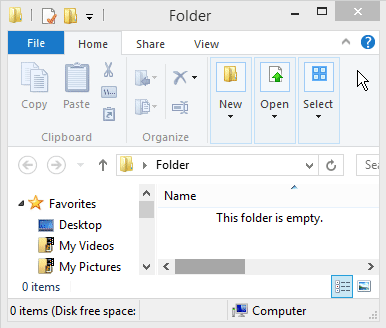 Folder
File Home Share View
Copy Paste New Open Select
Clipboard Organize
Folder Sea
Favorites
Desktop
My Videos
My Pictures
Name
This folder is empty.
0 items
0 items (Disk free space: Computer